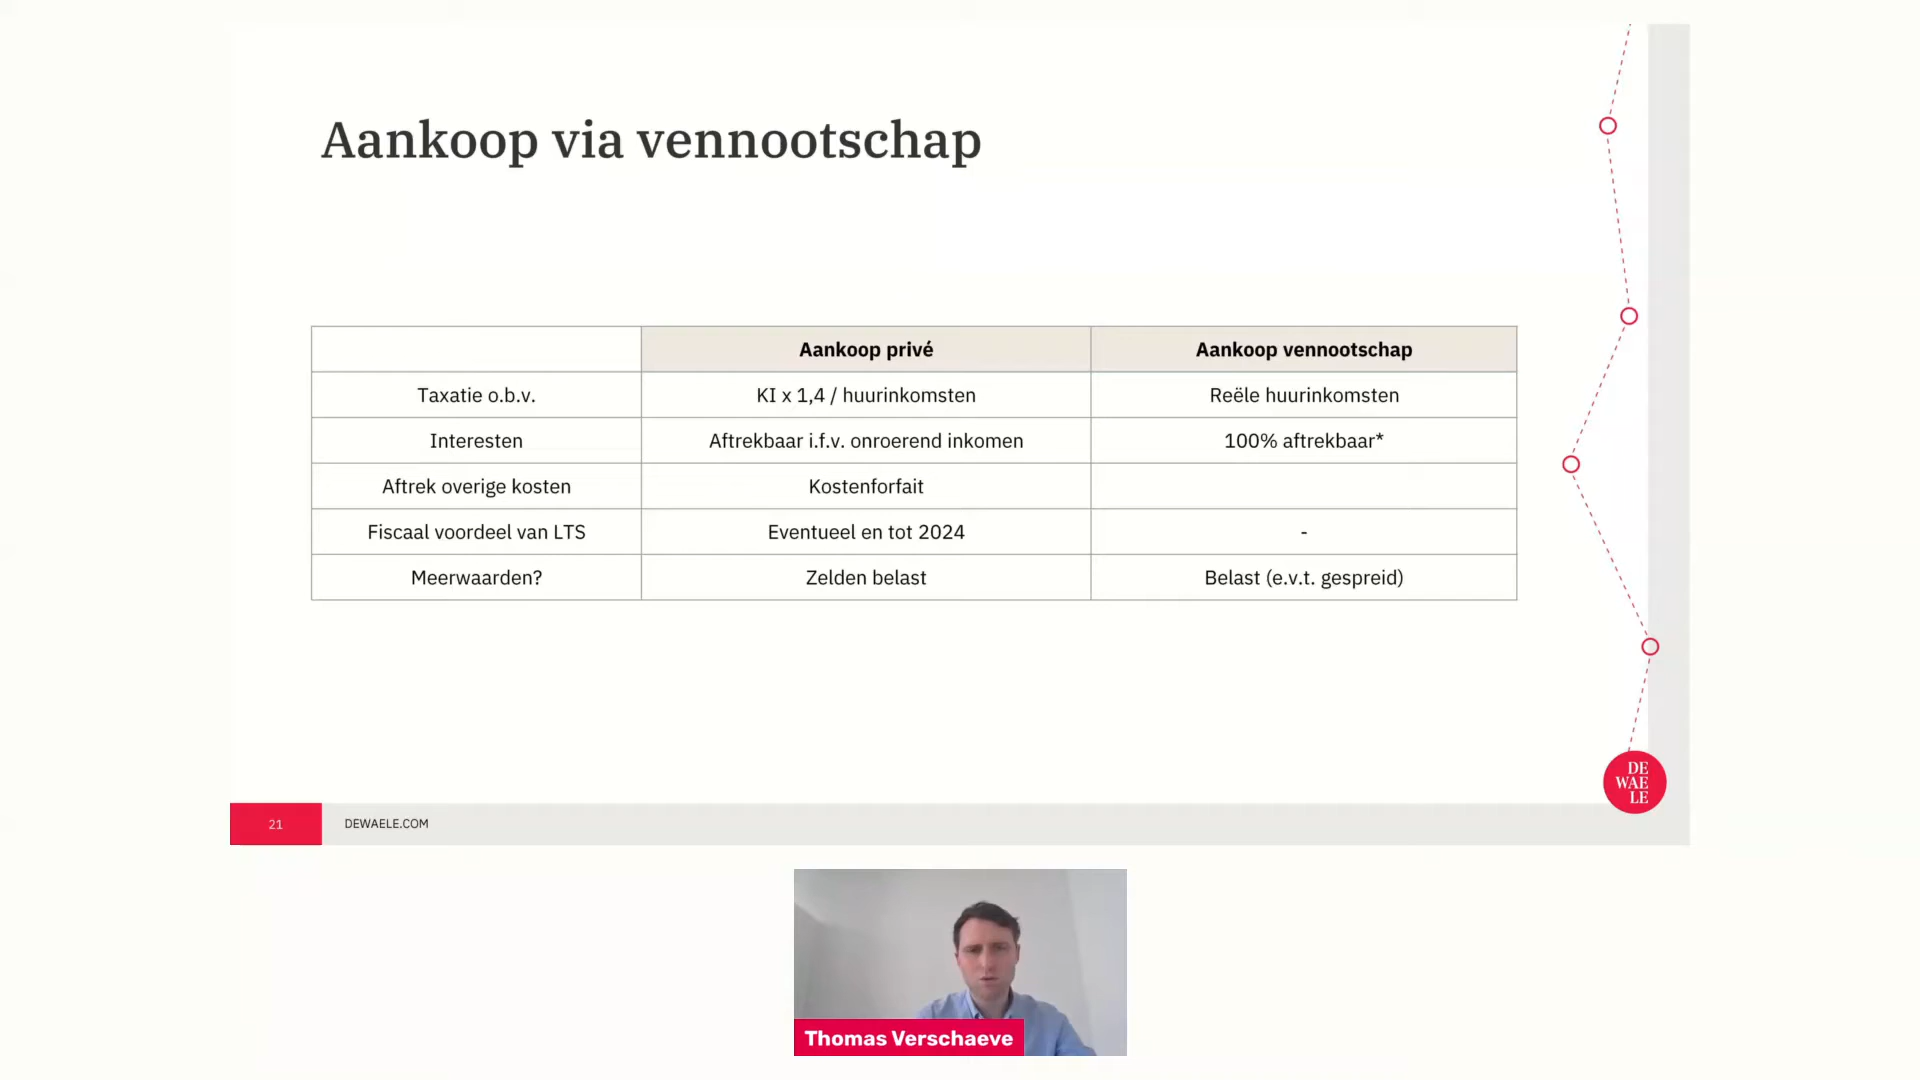 Aankoop via vennootschap
Aankoop privé Aankoop vennootschap
Taxatie o.b.v. KI x 1,4 / huurinkomsten Reële huurinkomsten
Interesten Aftrekbaar i.f.v. onroerend inkomen 100% aftrekbaar*
Aftrek overige kosten Kostenforfait
Fiscaal voordeel van LTS Eventueel en tot 2024 -
Meerwaarden? Zelden belast Belast (e.v.t. gespreid)
DE
WAE
LE
21 DEWAELE.COM
Thomas Verschaeve